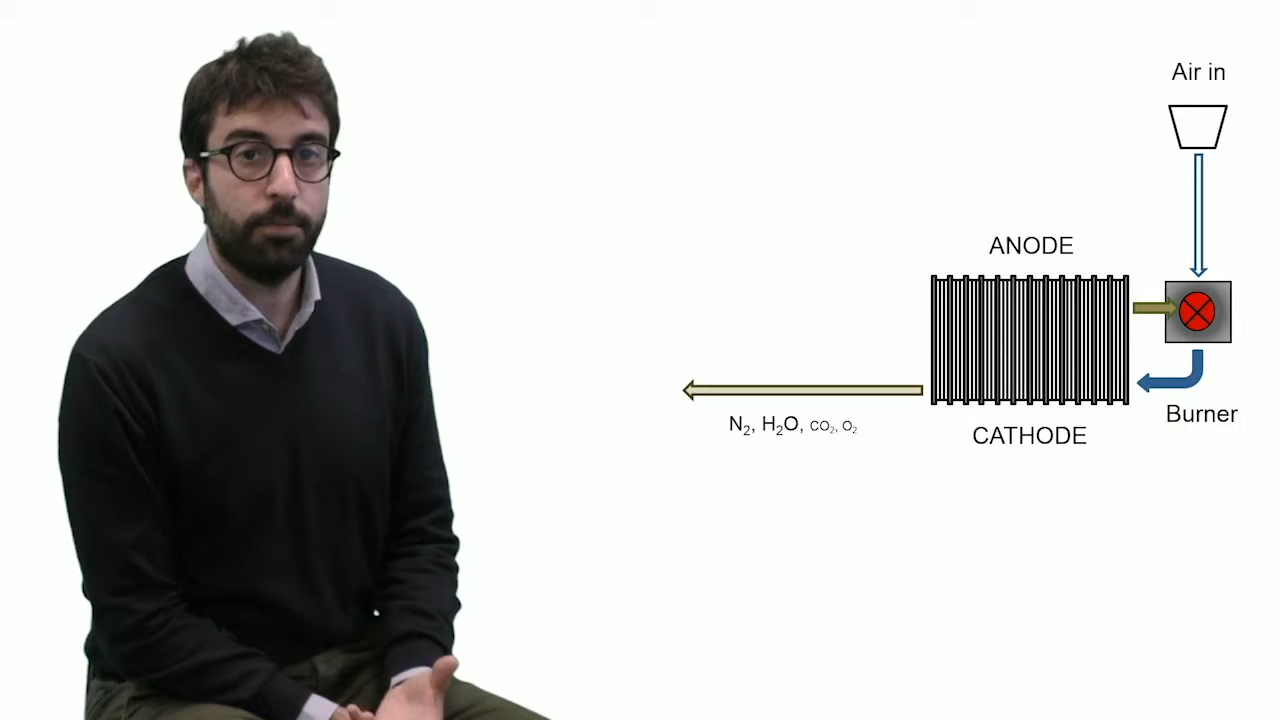 Air in
ANODE
N₂, H₂O, CO₂, O₂
Burner
CATHODE